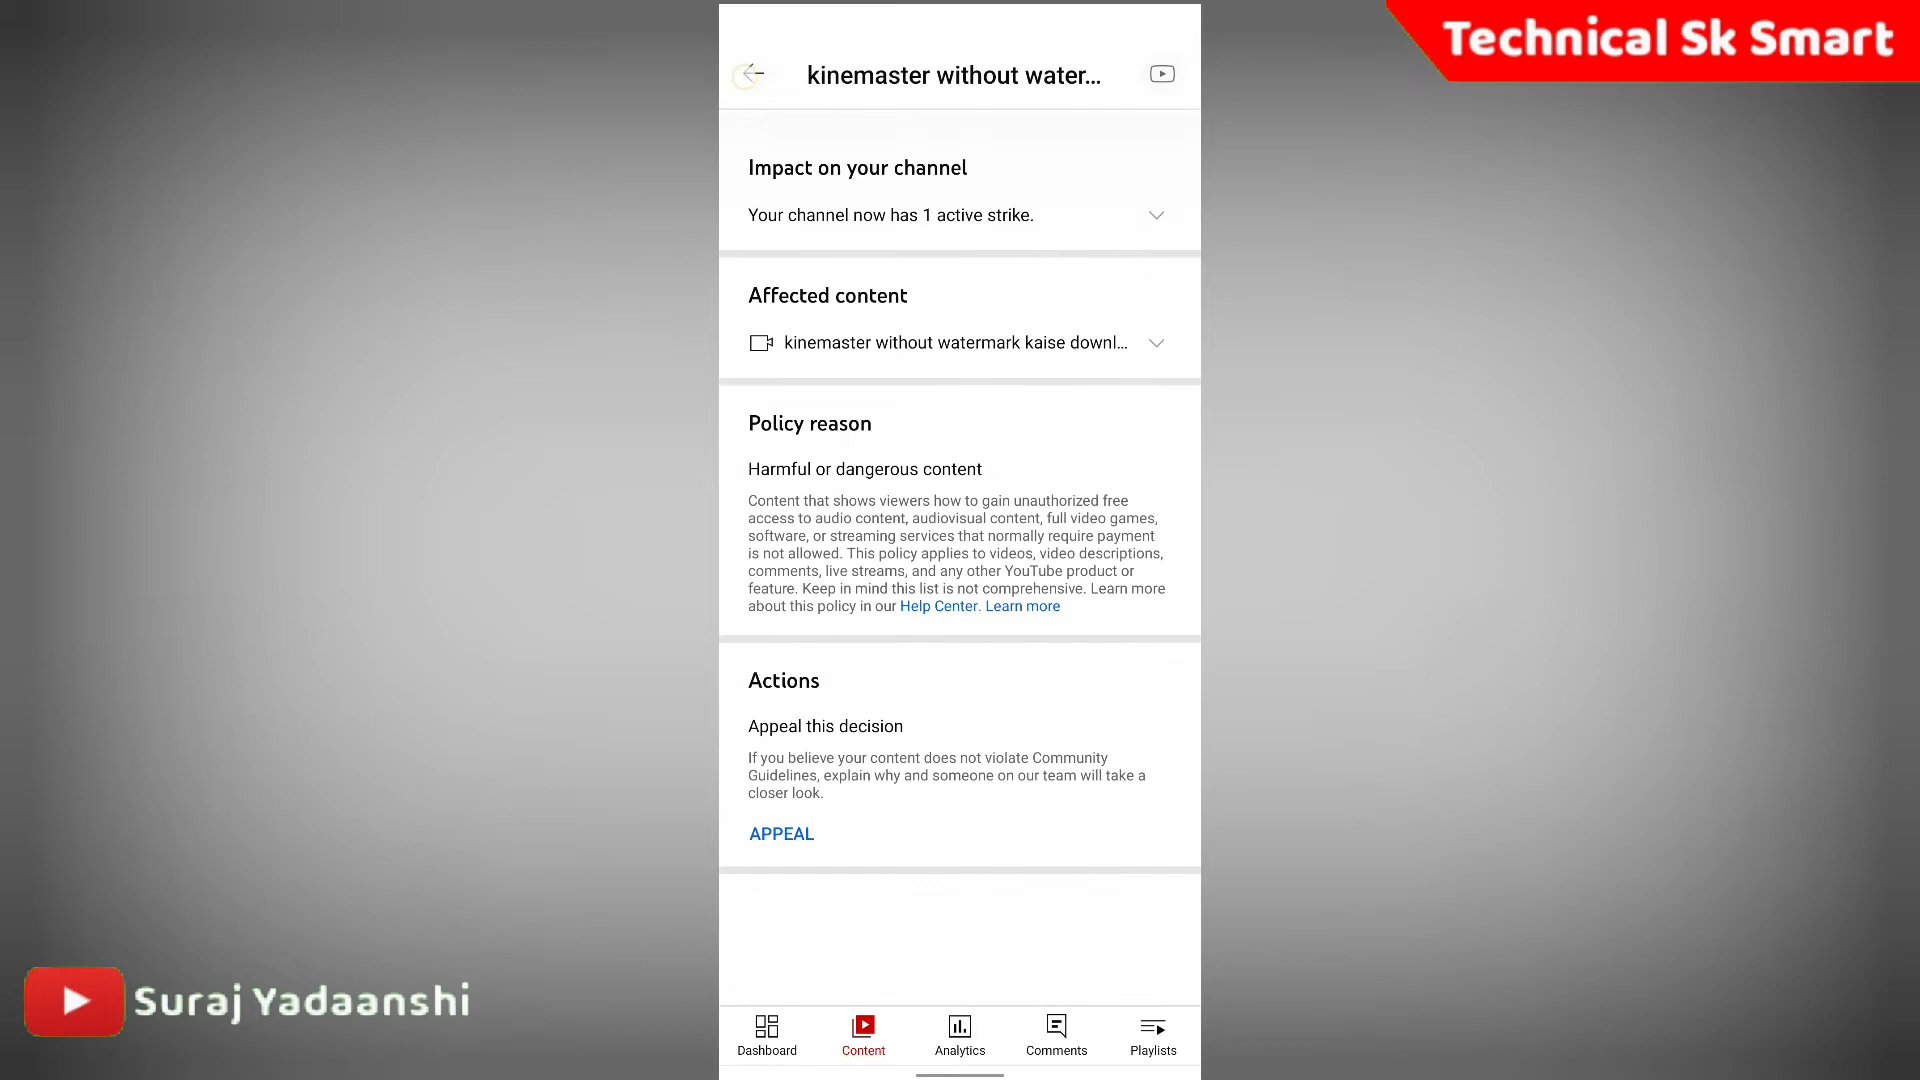 Technical Sk Smart
kinemaster without water...
Impact on your channel
Your channel now has 1 active strike.
Affected content
kinemaster without watermark kaise downl...
Policy reason
Harmful or dangerous content
Content that shows viewers how to gain unauthorized free
access to audio content, audiovisual content, full video games,
software, or streaming services that normally require payment
is not allowed. This policy applies to videos, video descriptions,
comments, live streams, and any other YouTube product or
feature. Keep in mind this list is not comprehensive. Learn more
about this policy in our Help Center. Learn more
Actions
Appeal this decision
If you believe your content does not violate Community
Guidelines, explain why and someone on our team will take a
closer look.
APPEAL
Suraj Yadaanshi
Dashboard
Content
Analytics
Comments
Playlists